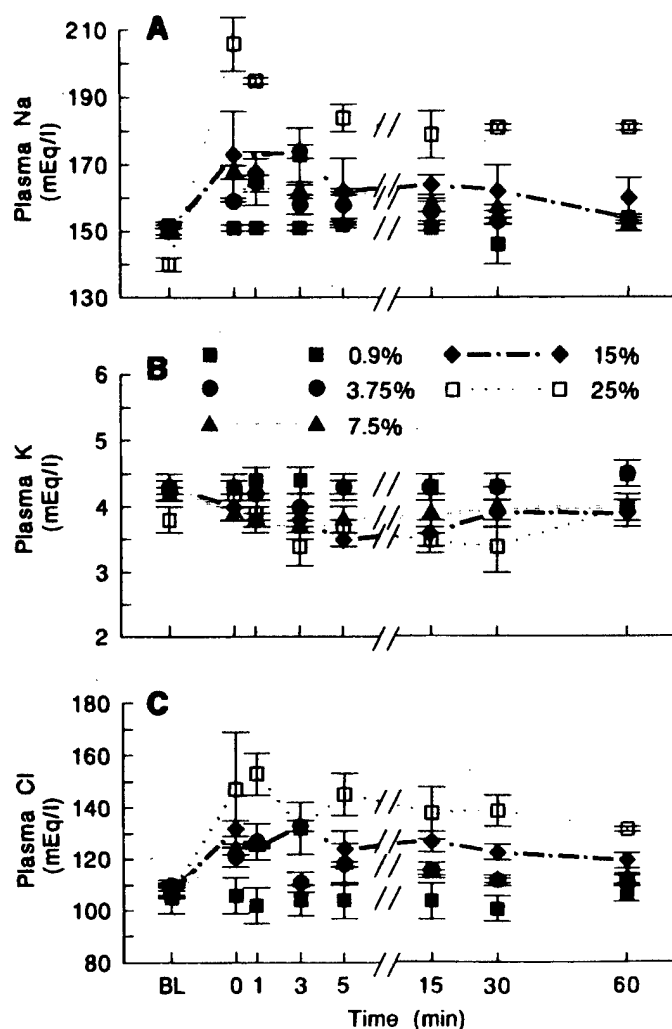 A
210
190
170
150
130
Plasma Na
(mEq/l)
B
0.9%
15%
3.75%
25%
7.5%
6
5
4
3
2
Plasma K
(mEq/l)
C
180
160
140
120
100
80
Plasma Cl
(mEq/l)
BL 0 1 3 5 15 30 60
Time (min)